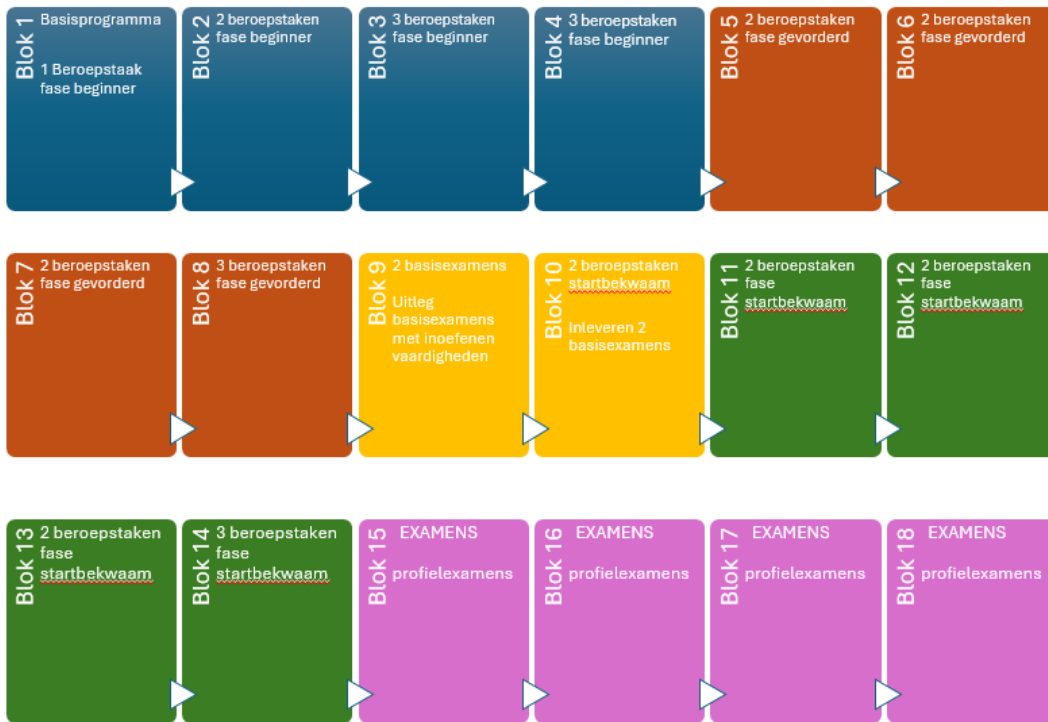 Blok 1
Basisprogramma
1 Beroepstaak
fase beginner
Blok 2
2 beroepstaken
fase beginner
Blok 3
3 beroepstaken
fase beginner
Blok 4
3 beroepstaken
fase beginner
Blok 5
2 beroepstaken
fase gevorderd
Blok 6
2 beroepstaken
fase gevorderd
Blok 7
2 beroepstaken
fase gevorderd
Blok 8
3 beroepstaken
fase gevorderd
Blok 9
2 basisexamens
Uitleg
basisexamens
met inoefenen
vaardigheden
Blok 10
2 beroepstaken
startbekwaam
Inleveren 2
basisexamens
Blok 11
2 beroepstaken
fase
startbekwaam
Blok 12
2 beroepstaken
fase
startbekwaam
Blok 13
2 beroepstaken
fase
startbekwaam
Blok 14
3 beroepstaken
fase
startbekwaam
Blok 15
EXAMENS
profielexamens
Blok 16
EXAMENS
profielexamens
Blok 17
EXAMENS
profielexamens
Blok 18
EXAMENS
profielexamens